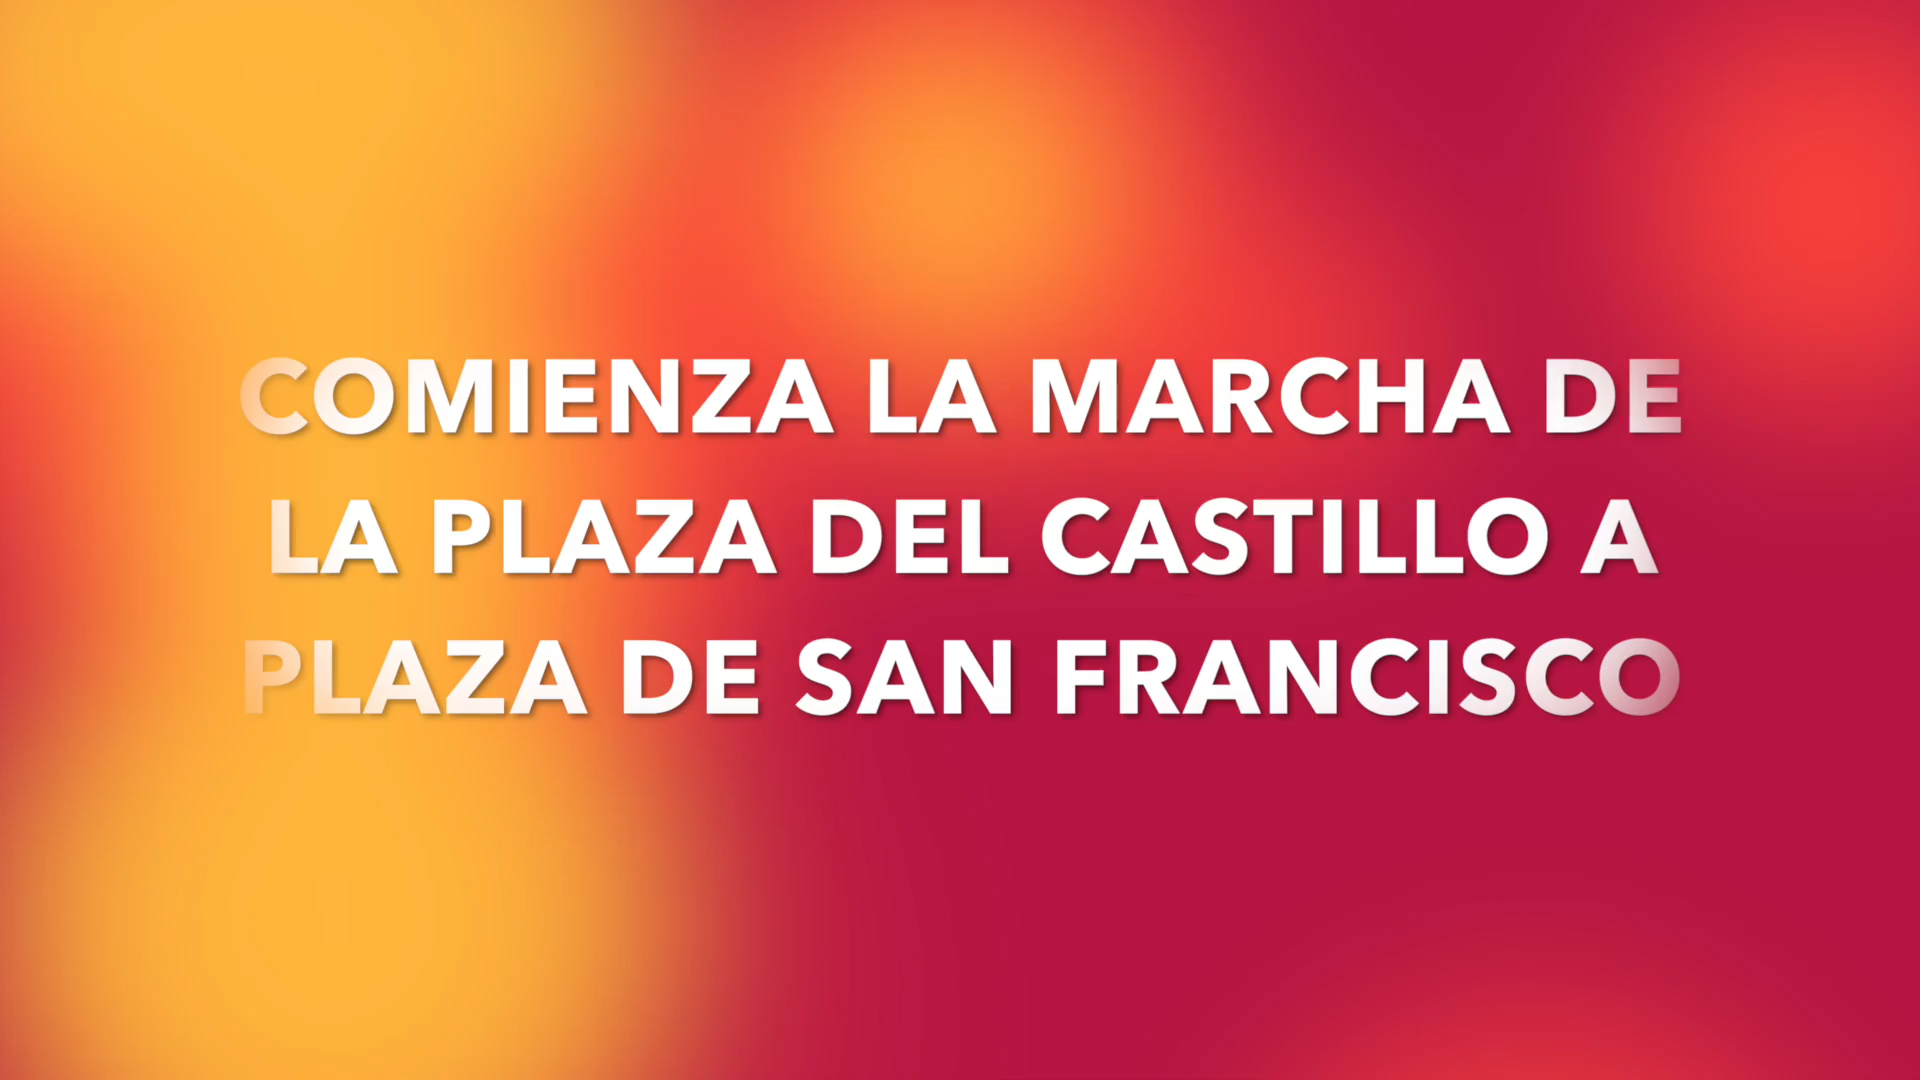 COMIENZA LA MARCHA DE
LA PLAZA DEL CASTILLO A
PLAZA DE SAN FRANCISCO